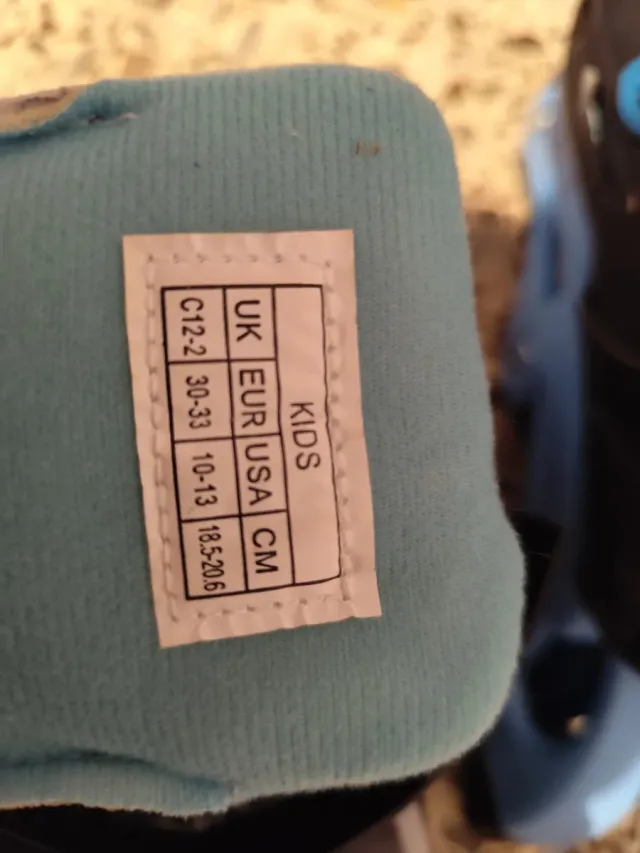 KIDS
UK EUR USA CM
C12-2 30-33 10-13 18.5-20.6